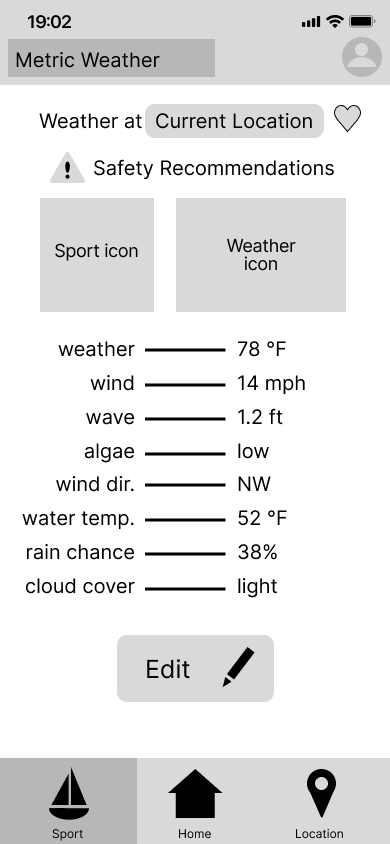 19:02
Metric Weather
Weather at Current Location
Safety Recommendations
Sport icon
Weather
icon
weather 78 °F
wind 14 mph
wave 1.2 ft
algae low
wind dir. NW
water temp. 52 °F
rain chance 38%
cloud cover light
Edit
Sport Home Location